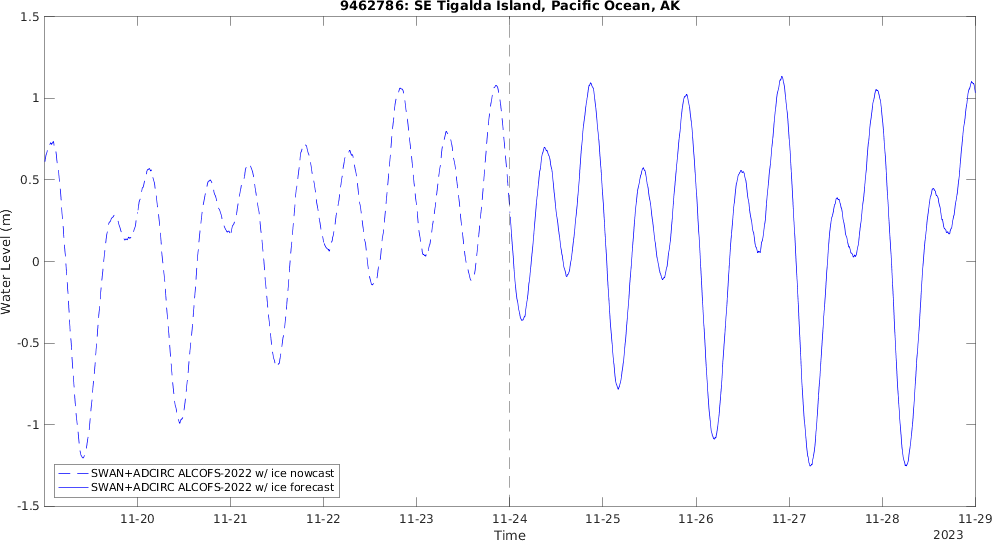 9462786: SE Tigalda Island, Pacific Ocean, AK
1.5
1
0.5
0
-0.5
-1
-1.5
Water Level (m)
SWAN+ADCIRC ALCOFS-2022 w/ ice nowcast
SWAN+ADCIRC ALCOFS-2022 w/ ice forecast
11-20 11-21 11-22 11-23 11-24 11-25 11-26 11-27 11-28 11-29
Time
2023